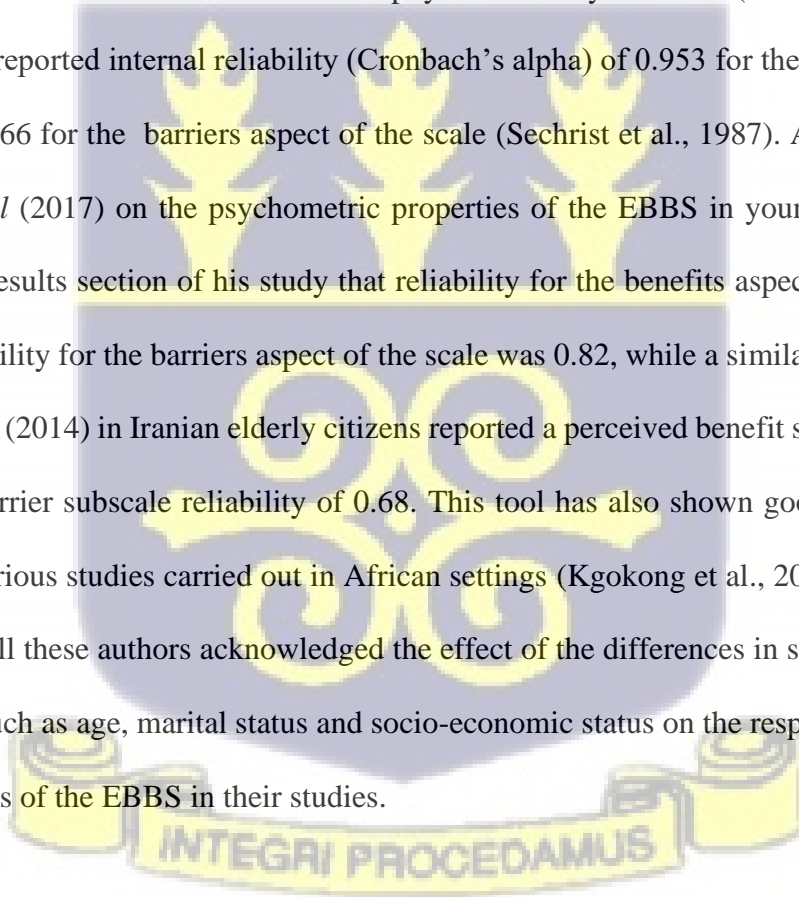 reported internal reliability (Cronbach’s alpha) of 0.953 for the
66 for the barriers aspect of the scale (Sechrist et al., 1987). A
l (2017) on the psychometric properties of the EBBS in your
esults section of his study that reliability for the benefits aspec
ility for the barriers aspect of the scale was 0.82, while a simila
(2014) in Iranian elderly citizens reported a perceived benefit s
rrier subscale reliability of 0.68. This tool has also shown goo
rious studies carried out in African settings (Kgokong et al., 20
ll these authors acknowledged the effect of the differences in s
uch as age, marital status and socio-economic status on the resp
s of the EBBS in their studies.
INTEGRI PROCEDAMUS